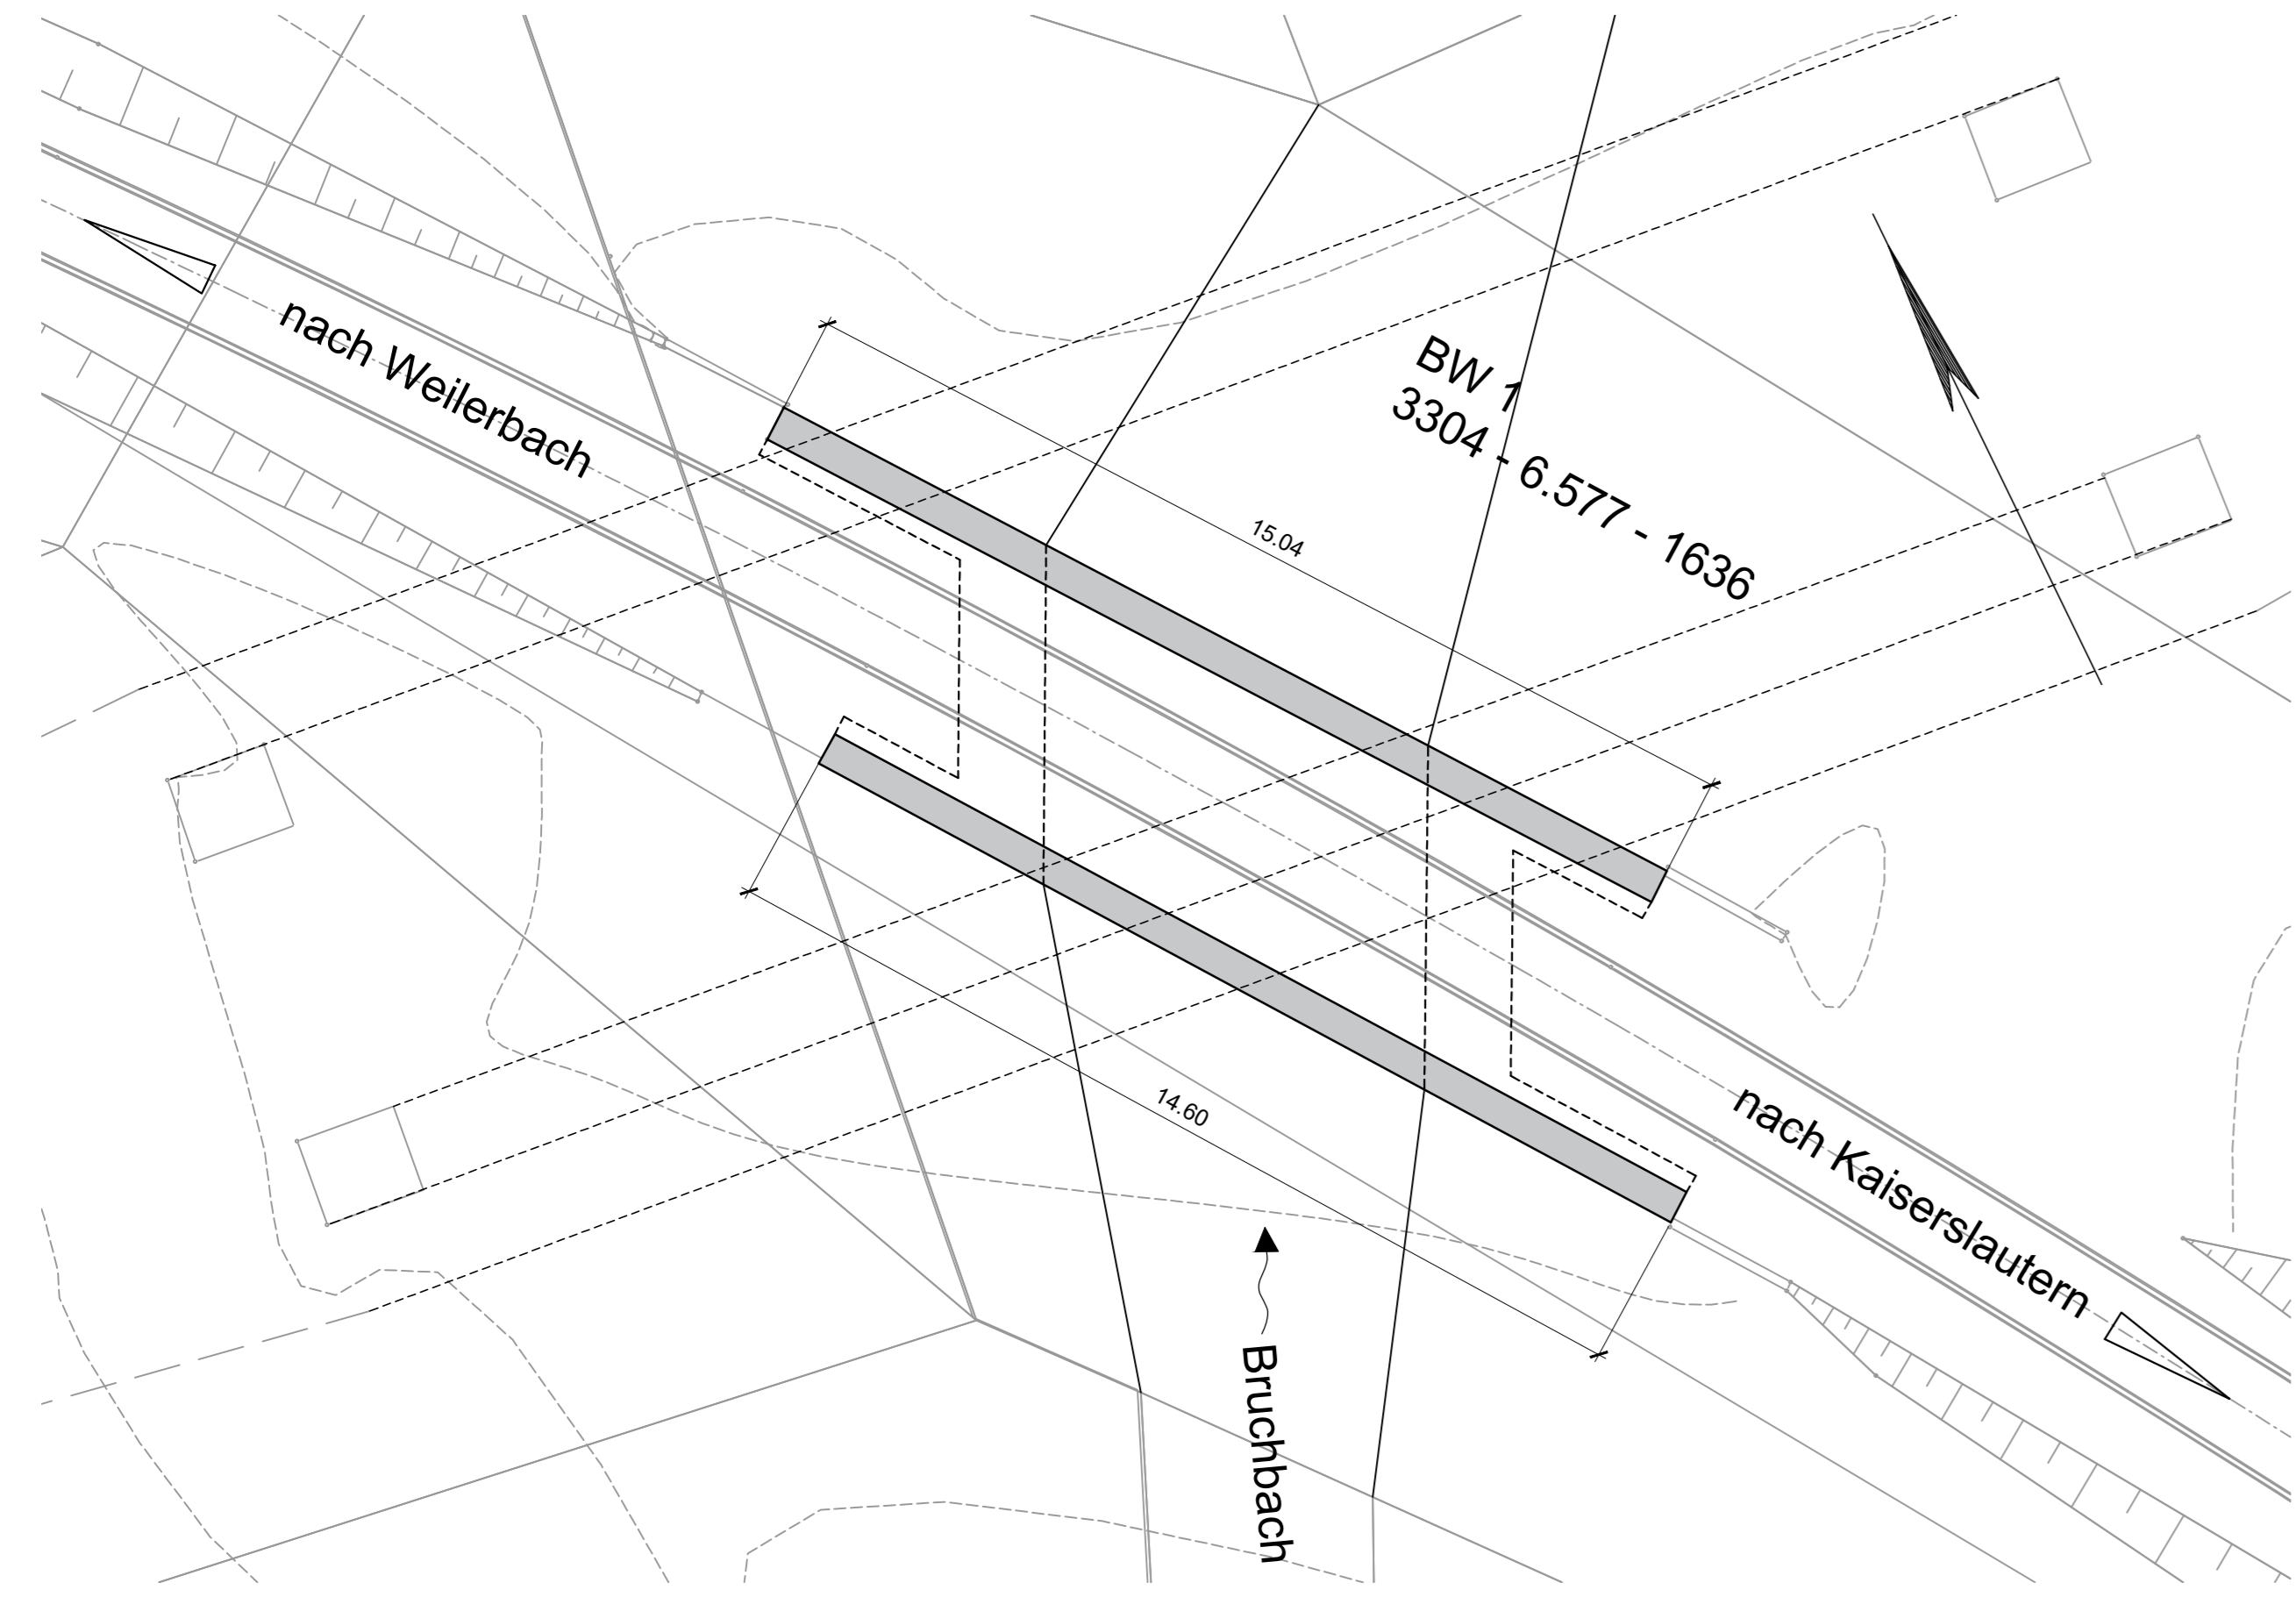 nach Weilerbach
BW 1
3304 - 6.577 - 1636
15.04
14.60
nach Kaiserslautern
Bruchbach